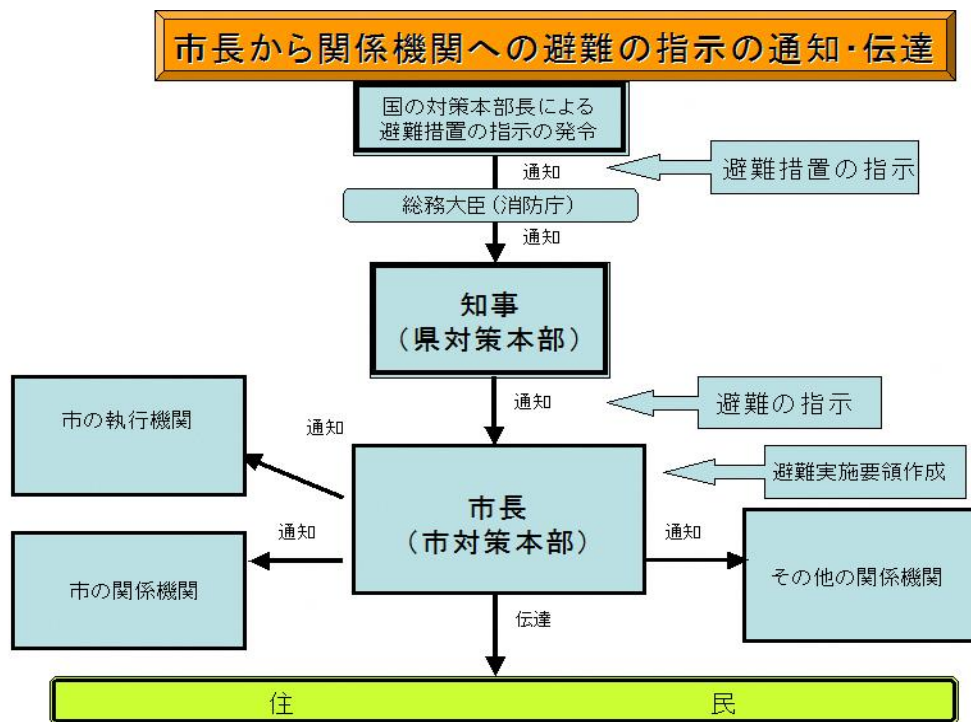 市長から関係機関への避難の指示の通知・伝達
国の対策本部長による
避難措置の指示の発令
通知
避難措置の指示
総務大臣(消防庁)
通知
知事
(県対策本部)
通知
避難の指示
市の執行機関
通知
避難実施要領作成
市長
(市対策本部)
通知
通知
市の関係機関
その他の関係機関
伝達
住 民